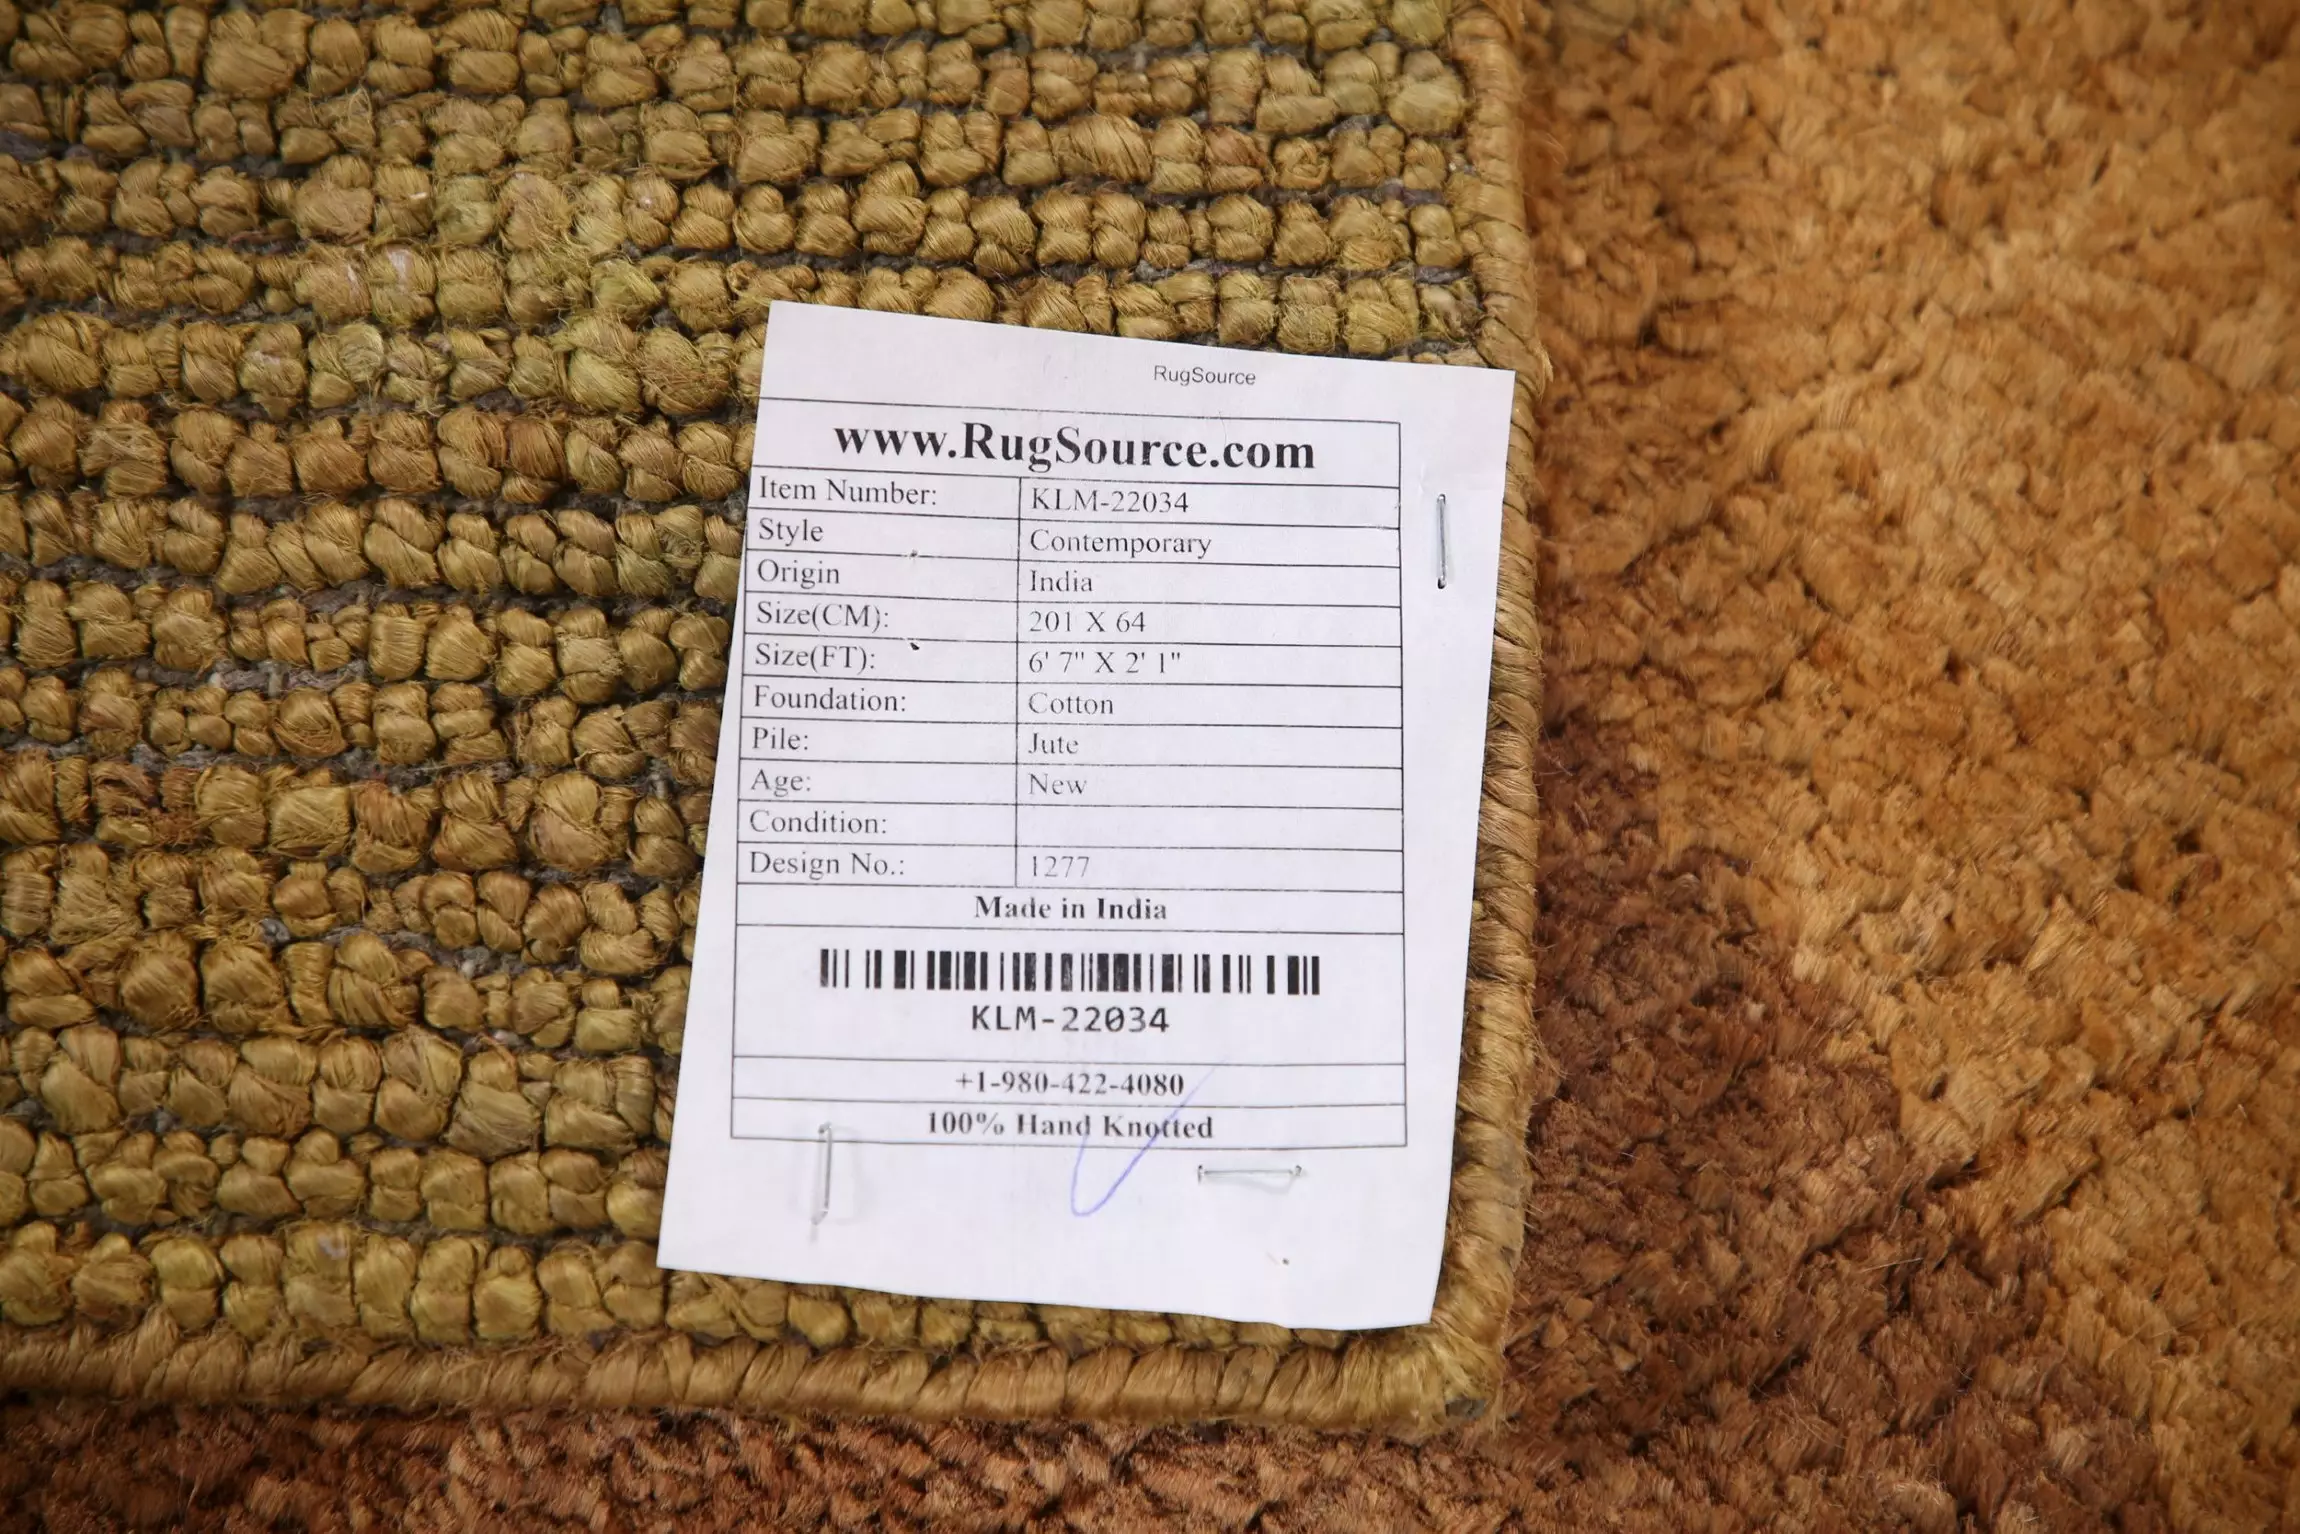 RugSource
www.RugSource.com
Item Number: KLM-22034
Style Contemporary
Origin India
Size(CM): 201 X 64
Size(FT): 6' 7" X 2' 1"
Foundation: Cotton
Pile: Jute
Age: New
Condition:
Design No.: 1277
Made in India
KLM-22034
+1-980-422-4080
100% Hand Knotted